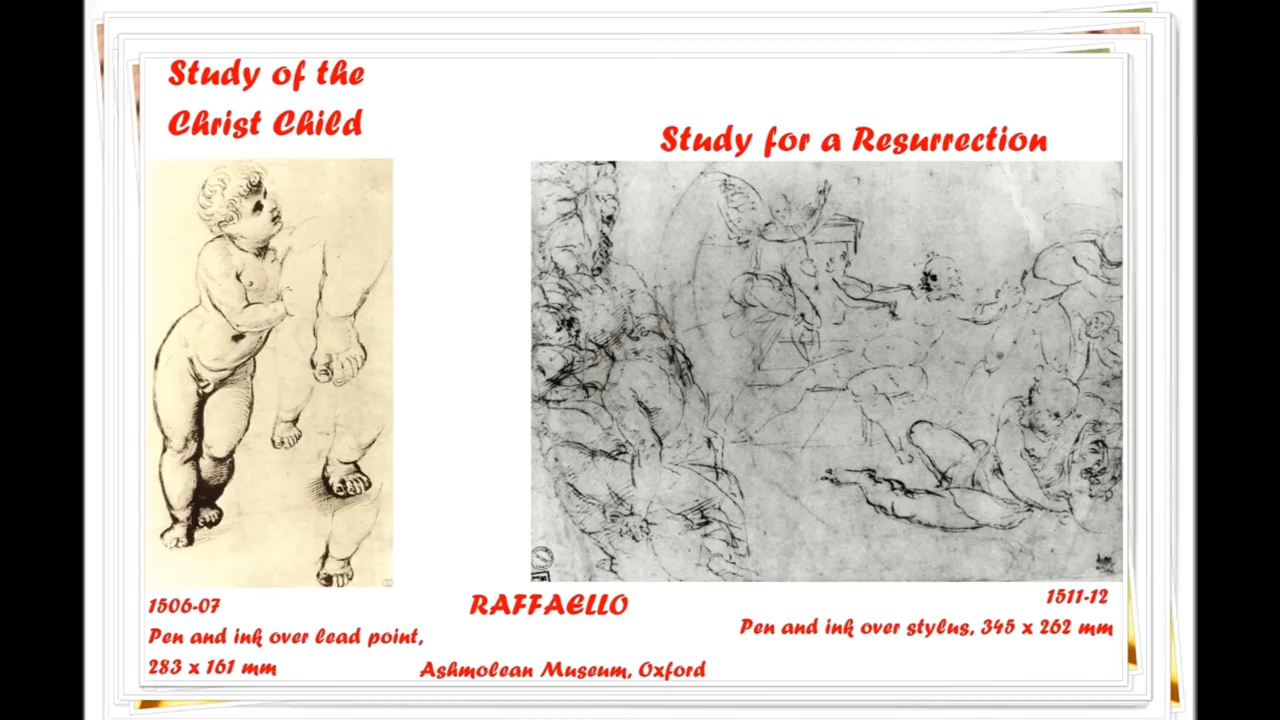 Study of the
Christ Child
Study for a Resurrection
1506-07
Pen and ink over lead point,
283 x 161 mm
RAFFAELLO
Ashmolean Museum, Oxford
1511-12
Pen and ink over stylus, 345 x 262 mm